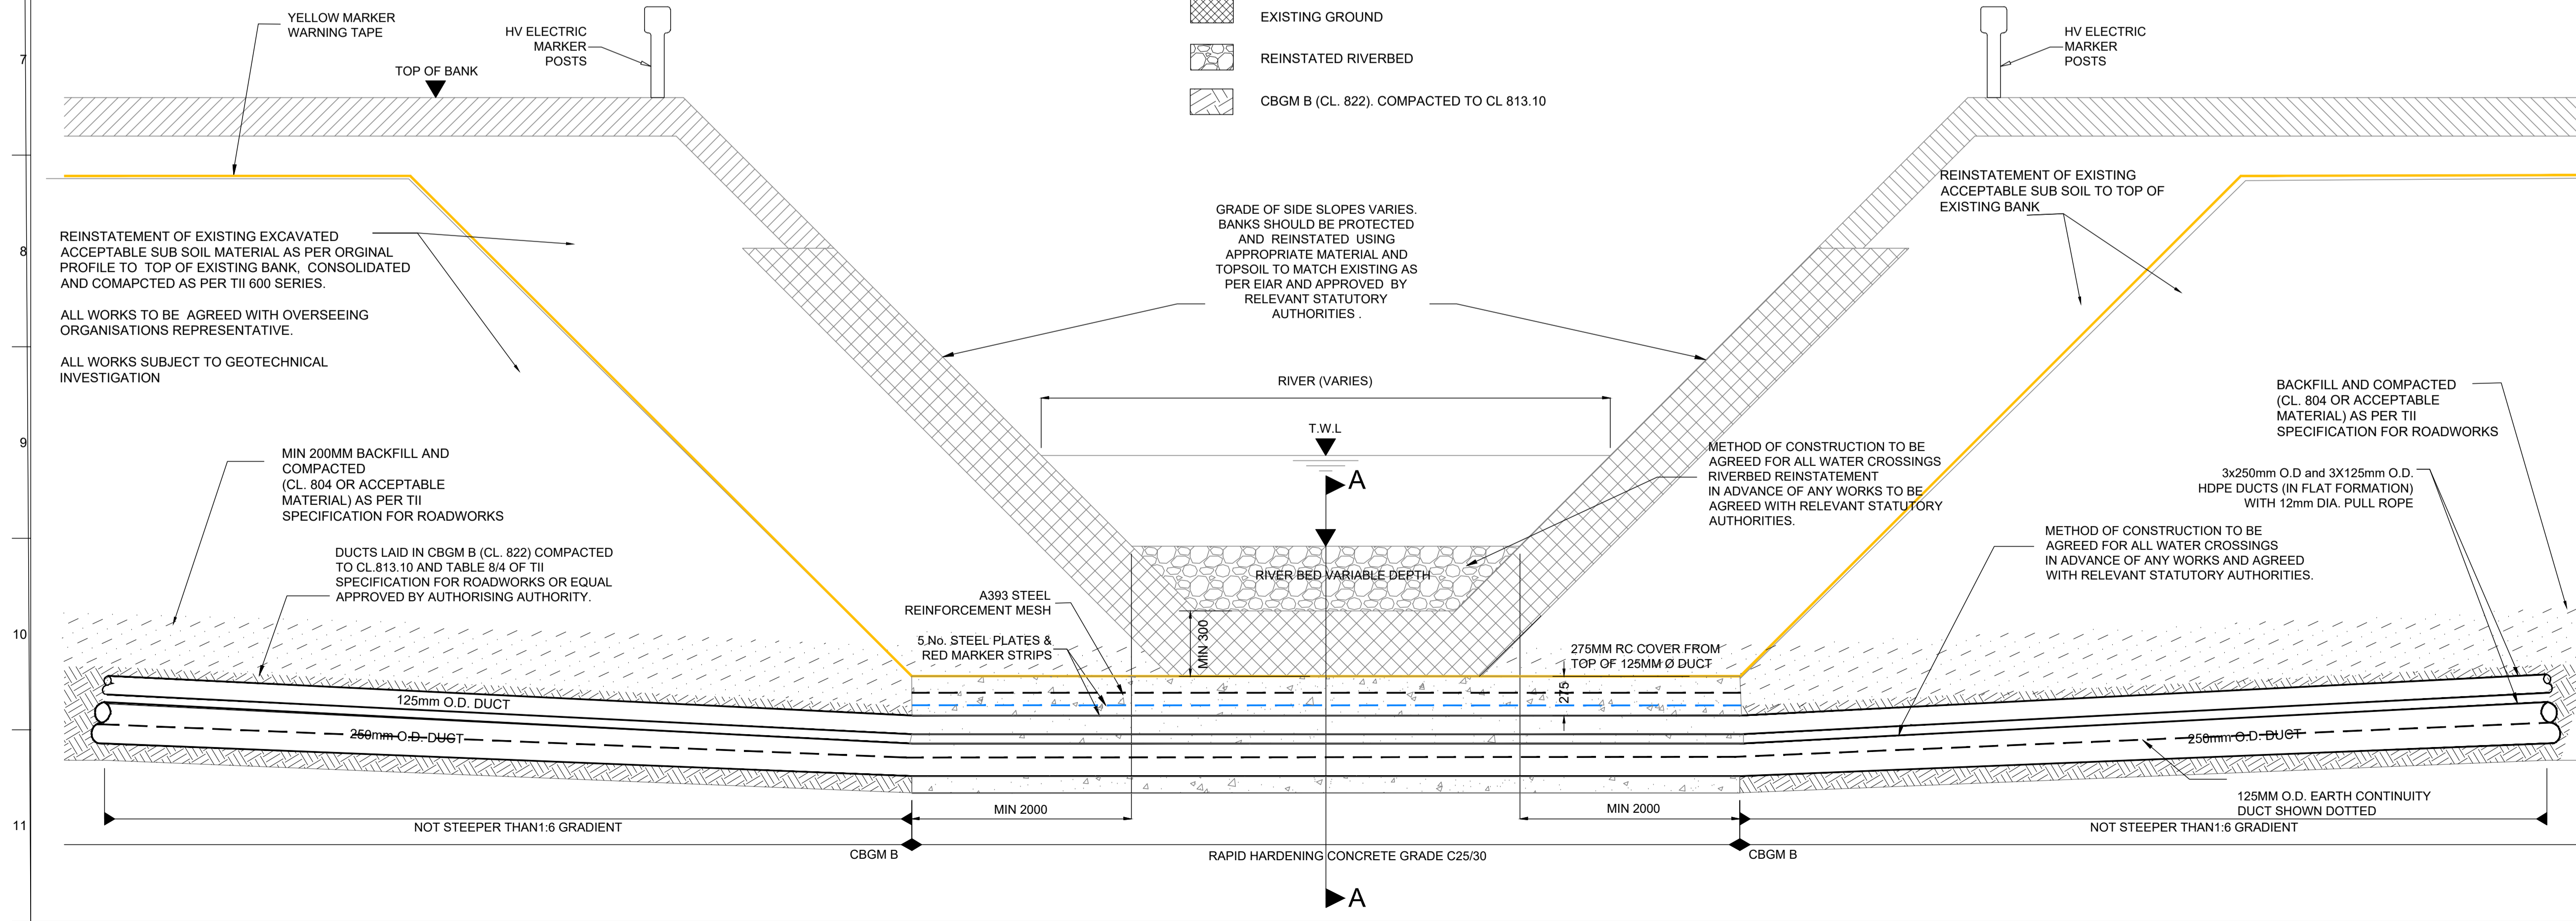 YELLOW MARKER
WARNING TAPE
HV ELECTRIC
MARKER
POSTS
TOP OF BANK
EXISTING GROUND
REINSTATED RIVERBED
CBGM B (CL. 822). COMPACTED TO CL 813.10
HV ELECTRIC
MARKER
POSTS
7
8
9
10
11
REINSTATEMENT OF EXISTING EXCAVATED
ACCEPTABLE SUB SOIL MATERIAL AS PER ORGINAL
PROFILE TO TOP OF EXISTING BANK, CONSOLIDATED
AND COMAPCTED AS PER TII 600 SERIES.
ALL WORKS TO BE AGREED WITH OVERSEEING
ORGANISATIONS REPRESENTATIVE.
ALL WORKS SUBJECT TO GEOTECHNICAL
INVESTIGATION
GRADE OF SIDE SLOPES VARIES.
BANKS SHOULD BE PROTECTED
AND REINSTATED USING
APPROPRIATE MATERIAL AND
TOPSOIL TO MATCH EXISTING AS
PER EIAR AND APPROVED BY
RELEVANT STATUTORY
AUTHORITIES .
REINSTATEMENT OF EXISTING
ACCEPTABLE SUB SOIL TO TOP OF
EXISTING BANK
RIVER (VARIES)
T.W.L
A
MIN 200MM BACKFILL AND
COMPACTED
(CL. 804 OR ACCEPTABLE
MATERIAL) AS PER TII
SPECIFICATION FOR ROADWORKS
DUCTS LAID IN CBGM B (CL. 822) COMPACTED
TO CL.813.10 AND TABLE 8/4 OF TII
SPECIFICATION FOR ROADWORKS OR EQUAL
APPROVED BY AUTHORISING AUTHORITY.
METHOD OF CONSTRUCTION TO BE
AGREED FOR ALL WATER CROSSINGS
RIVERBED REINSTATEMENT
IN ADVANCE OF ANY WORKS TO BE
AGREED WITH RELEVANT STATUTORY
AUTHORITIES.
BACKFILL AND COMPACTED
(CL. 804 OR ACCEPTABLE
MATERIAL) AS PER TII
SPECIFICATION FOR ROADWORKS
3x250mm O.D and 3X125mm O.D.
HDPE DUCTS (IN FLAT FORMATION)
WITH 12mm DIA. PULL ROPE
METHOD OF CONSTRUCTION TO BE
AGREED FOR ALL WATER CROSSINGS
IN ADVANCE OF ANY WORKS AND AGREED
WITH RELEVANT STATUTORY AUTHORITIES.
RIVER BED VARIABLE DEPTH
A393 STEEL
REINFORCEMENT MESH
5 No. STEEL PLATES &
RED MARKER STRIPS
MIN 300
275MM RC COVER FROM
TOP OF 125MM Ø DUCT
275
125mm O.D. DUCT
250mm O.D. DUCT
250mm O.D. DUCT
125MM O.D. EARTH CONTINUITY
DUCT SHOWN DOTTED
MIN 2000
MIN 2000
NOT STEEPER THAN1:6 GRADIENT
NOT STEEPER THAN1:6 GRADIENT
CBGM B
RAPID HARDENING CONCRETE GRADE C25/30
CBGM B
A